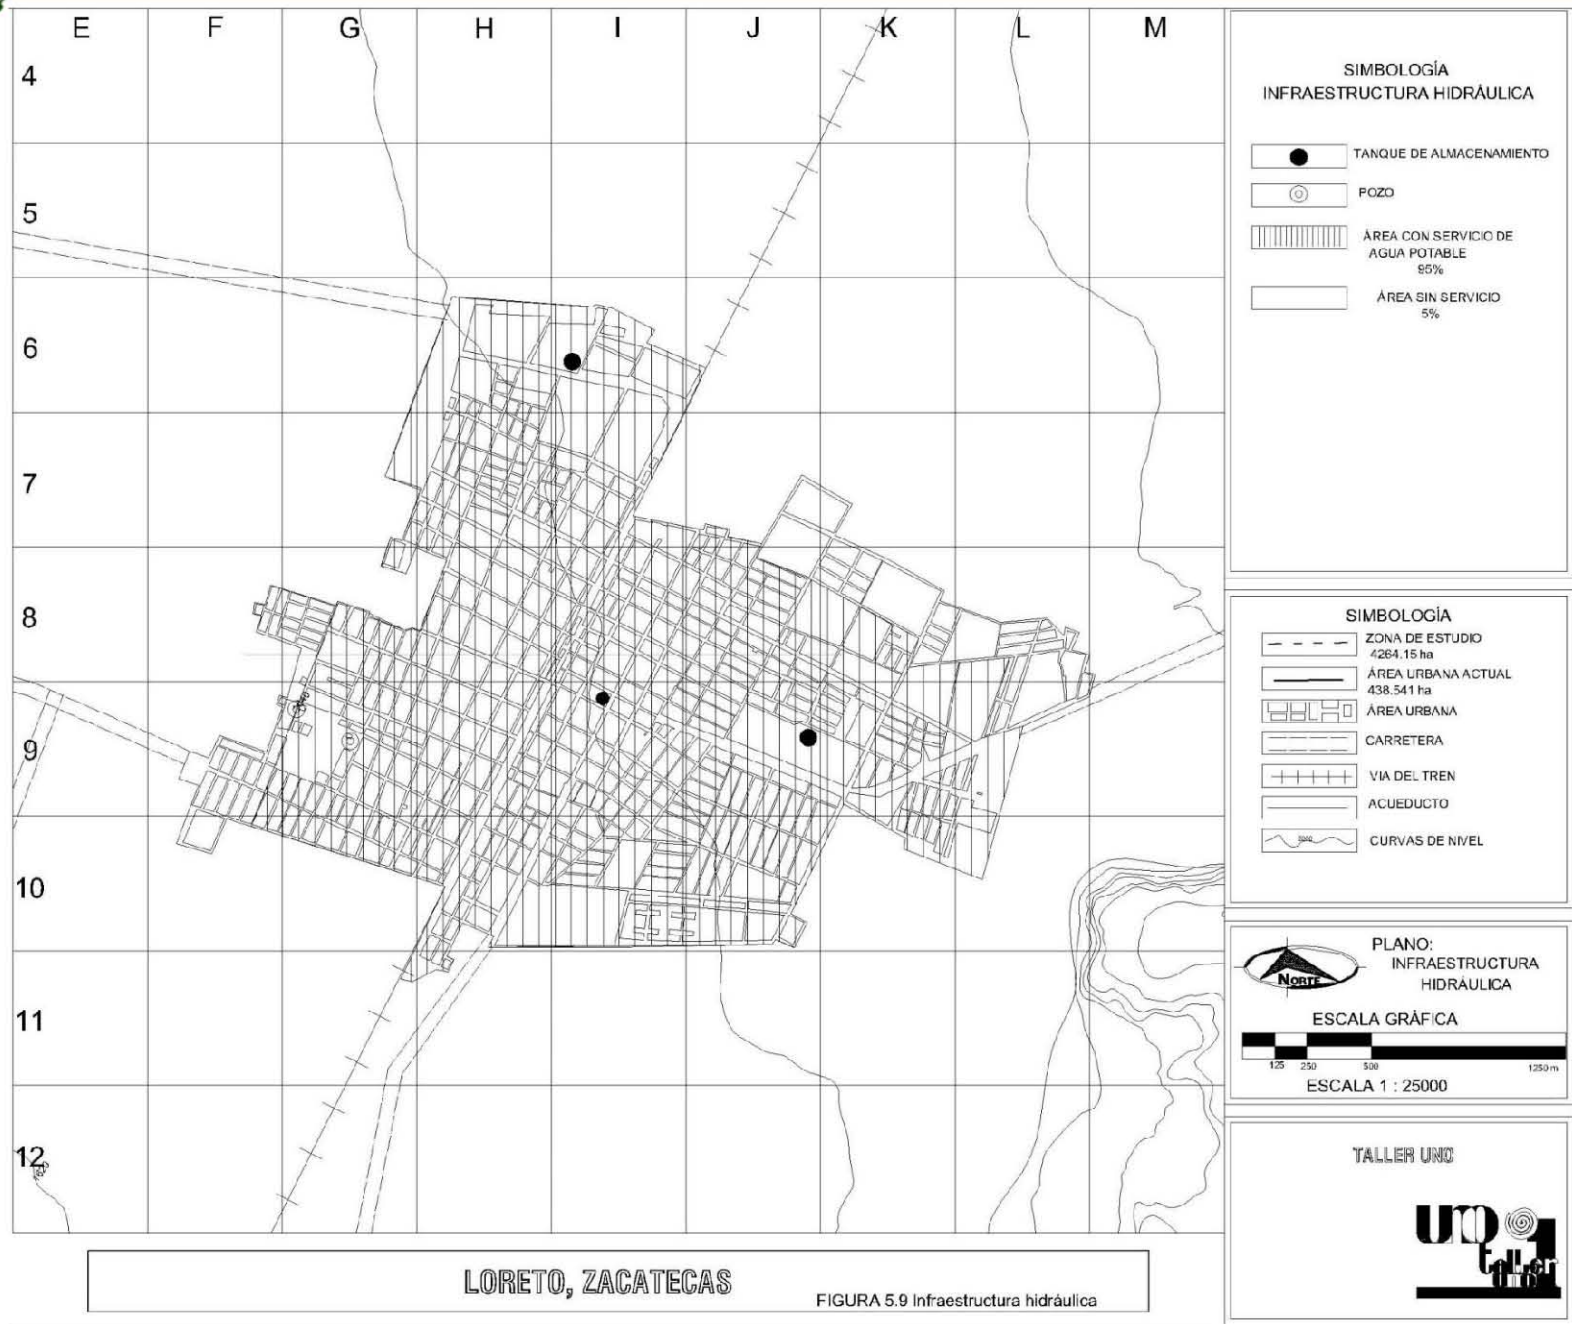 E F G H I J K L M
4
5
6
7
8
9
10
11
12
SIMBOLOGÍA
INFRAESTRUCTURA HIDRÁULICA
TANQUE DE ALMACENAMIENTO
POZO
ÁREA CON SERVICIO DE
AGUA POTABLE
95%
ÁREA SIN SERVICIO
5%
SIMBOLOGÍA
ZONA DE ESTUDIO
4264.15 ha
ÁREA URBANA ACTUAL
438.541 ha
ÁREA URBANA
CARRETERA
VIA DEL TREN
ACUEDUCTO
CURVAS DE NIVEL
NORTE
PLANO:
INFRAESTRUCTURA
HIDRÁULICA
ESCALA GRÁFICA
125 250 500 1250 m
ESCALA 1 : 25000
TALLER UNO
LORETO, ZACATECAS
FIGURA 5.9 Infraestructura hidráulica